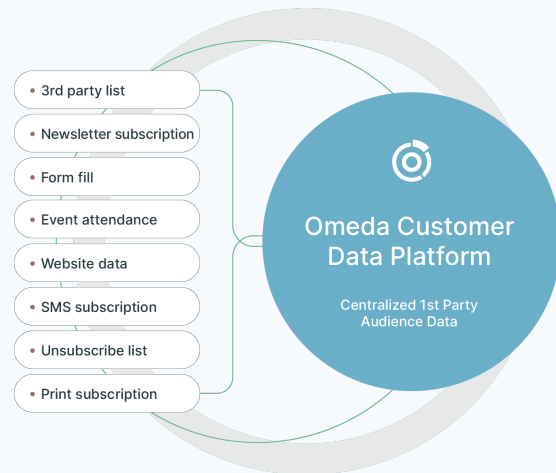 3rd party list
Newsletter subscription
Form fill
Event attendance
Website data
SMS subscription
Unsubscribe list
Print subscription
Omeda Customer
Data Platform
Centralized 1st Party
Audience Data